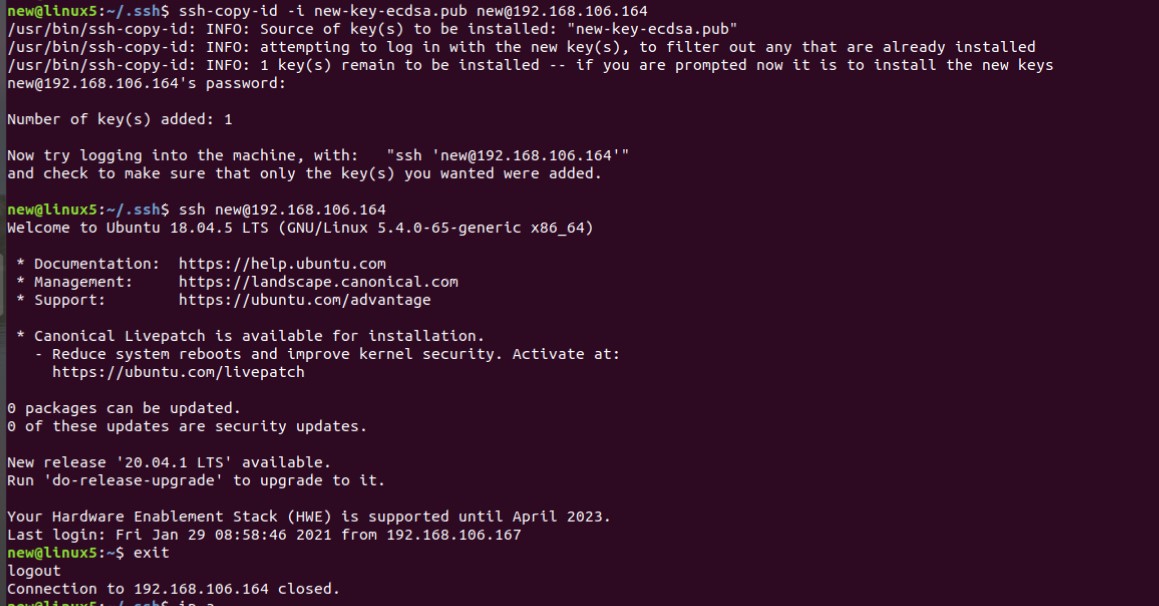 new@linux5:~/.ssh$ ssh-copy-id -i new-key-ecdsa.pub new@192.168.106.164
/usr/bin/ssh-copy-id: INFO: Source of key(s) to be installed: "new-key-ecdsa.pub"
/usr/bin/ssh-copy-id: INFO: attempting to log in with the new key(s), to filter out any that are already installed
/usr/bin/ssh-copy-id: INFO: 1 key(s) remain to be installed -- if you are prompted now it is to install the new keys
new@192.168.106.164's password:
Number of key(s) added: 1
Now try logging into the machine, with:   "ssh 'new@192.168.106.164'"
and check to make sure that only the key(s) you wanted were added.
new@linux5:~/.ssh$ ssh new@192.168.106.164
Welcome to Ubuntu 18.04.5 LTS (GNU/Linux 5.4.0-65-generic x86_64)
 * Documentation:  https://help.ubuntu.com
 * Management:     https://landscape.canonical.com
 * Support:        https://ubuntu.com/advantage
 * Canonical Livepatch is available for installation.
   - Reduce system reboots and improve kernel security. Activate at:
     https://ubuntu.com/livepatch
0 packages can be updated.
0 of these updates are security updates.
New release '20.04.1 LTS' available.
Run 'do-release-upgrade' to upgrade to it.
Your Hardware Enablement Stack (HWE) is supported until April 2023.
Last login: Fri Jan 29 08:58:46 2021 from 192.168.106.167
new@linux5:~$ exit
logout
Connection to 192.168.106.164 closed.
new@linux5:~/.ssh$ ip a